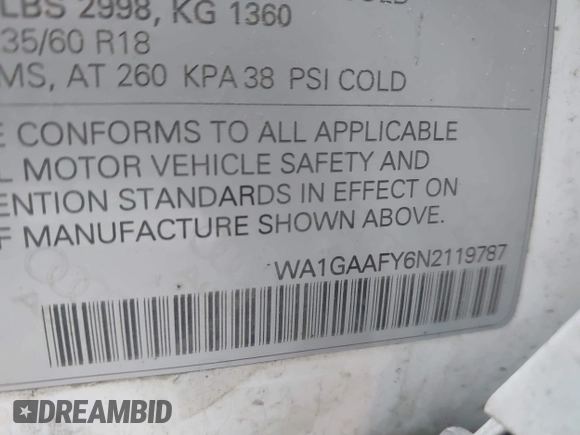 LBS 2998, KG 1360
35/60 R18
MS, AT 260 KPA 38 PSI COLD
E CONFORMS TO ALL APPLICABLE
L MOTOR VEHICLE SAFETY AND
ENTION STANDARDS IN EFFECT ON
F MANUFACTURE SHOWN ABOVE.
WA1GAAFY6N2119787
DREAMBID